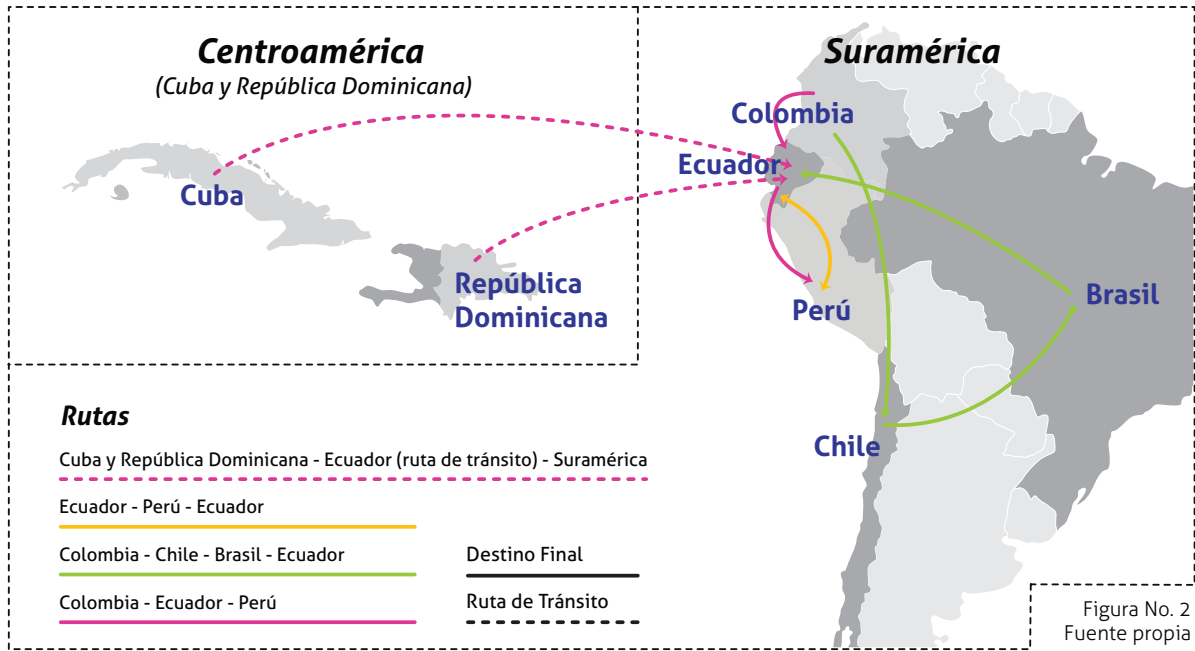 Centroamérica
(Cuba y República Dominicana)
Cuba
República
Dominicana
Suramérica
Colombia
Ecuador
Perú
Brasil
Chile
Rutas
Cuba y República Dominicana - Ecuador (ruta de tránsito) - Suramérica
Ecuador - Perú - Ecuador
Colombia - Chile - Brasil - Ecuador
Colombia - Ecuador - Perú
Destino Final
Ruta de Tránsito
Figura No. 2
Fuente propia